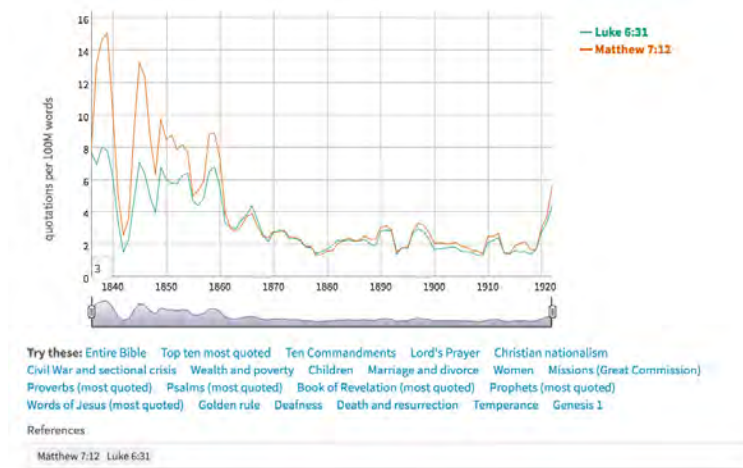 16
14
12
10
8
6
4
2
0
quotations per 100M words
3
1840 1850 1860 1870 1880 1890 1900 1910 1920
Luke 6:31
Matthew 7:12
Try these: Entire Bible Top ten most quoted Ten Commandments Lord's Prayer Christian nationalism
Civil War and sectional crisis Wealth and poverty Children Marriage and divorce Women Missions (Great Commission)
Proverbs (most quoted) Psalms (most quoted) Book of Revelation (most quoted) Prophets (most quoted)
Words of Jesus (most quoted) Golden rule Deafness Death and resurrection Temperance Genesis 1
References
Matthew 7:12 Luke 6:31